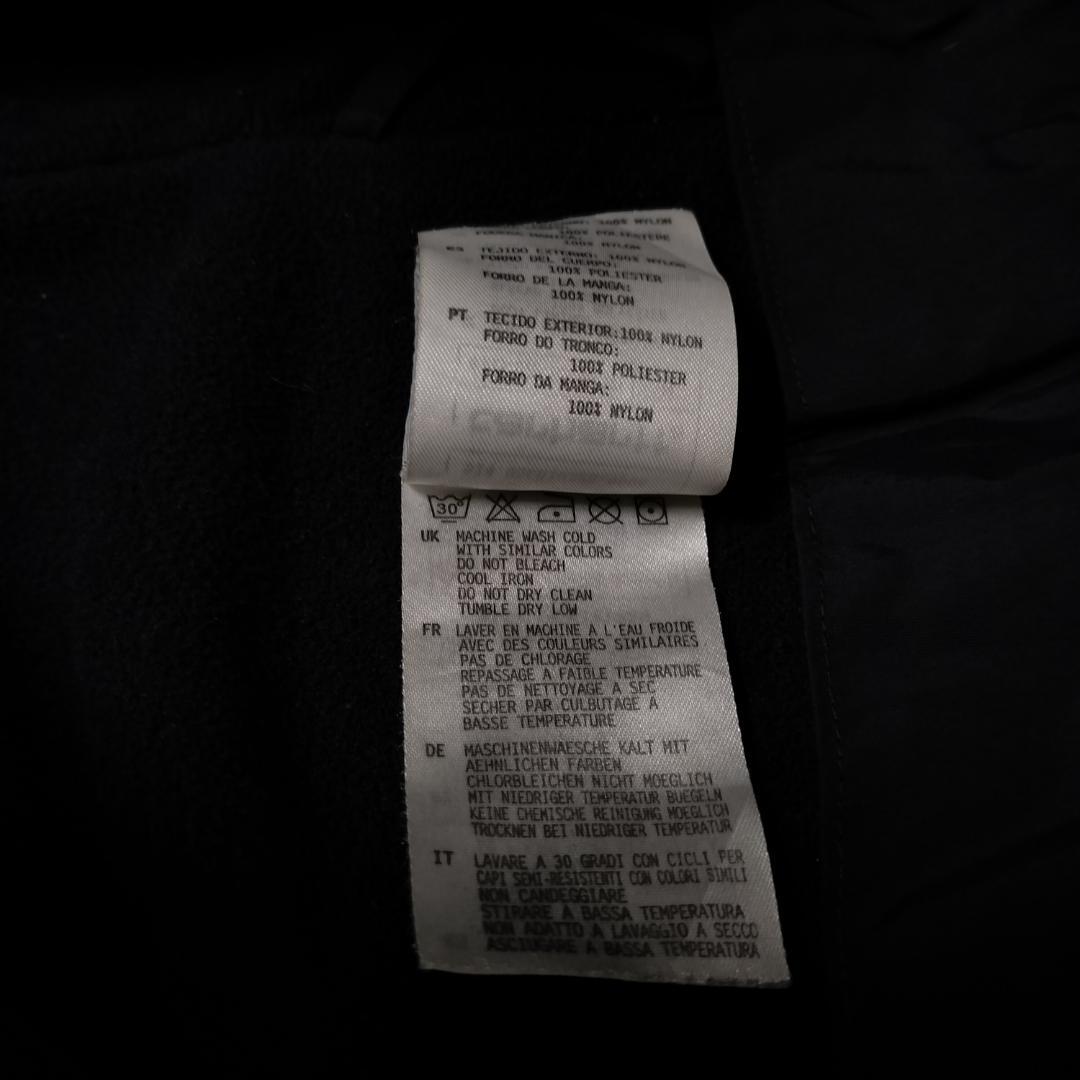 100% NYLON
100% POLIESTERE
100% NYLON
ES TEJIDO EXTERNO: 100% NYLON
FORRO DEL CUERPO:
100% POLIESTER
FORRO DE LA MANGA:
100% NYLON
PT TECIDO EXTERIOR:100% NYLON
FORRO DO TRONCO:
100% POLIESTER
FORRO DA MANGA:
100% NYLON
30°
UK MACHINE WASH COLD
WITH SIMILAR COLORS
DO NOT BLEACH
COOL IRON
DO NOT DRY CLEAN
TUMBLE DRY LOW
FR LAVER EN MACHINE A L'EAU FROIDE
AVEC DES COULEURS SIMILAIRES
PAS DE CHLORAGE
REPASSAGE A FAIBLE TEMPERATURE
PAS DE NETTOYAGE A SEC
SECHER PAR CULBUTAGE A
BASSE TEMPERATURE
DE MASCHINENWAESCHE KALT MIT
AEHNLICHEN FARBEN
CHLORBLEICHEN NICHT MOEGLICH
MIT NIEDRIGER TEMPERATUR BUEGELN
KEINE CHEMISCHE REINIGUNG MOEGLICH
TROCKNEN BEI NIEDRIGER TEMPERATUR
IT LAVARE A 30 GRADI CON CICLI PER
CAPI SEMI-RESISTENTI CON COLORI SIMILI
NON CANDEGGIARE
STIRARE A BASSA TEMPERATURA
NON ADATTO A LAVAGGIO A SECCO
ASCIUGARE A BASSA TEMPERATURA